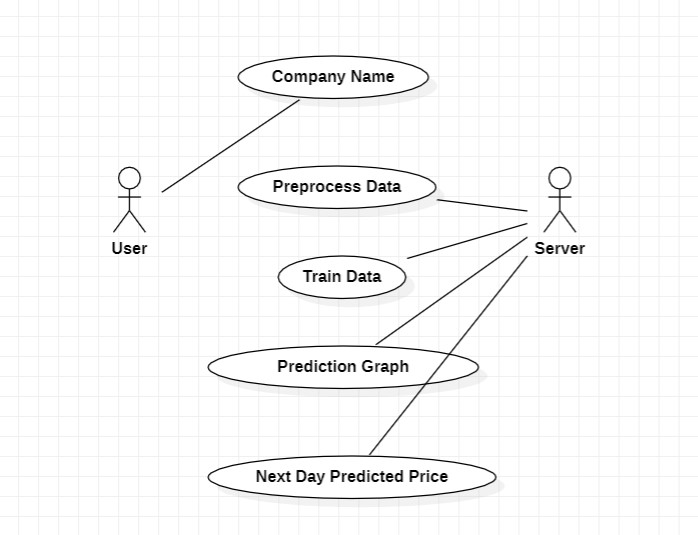 Company Name
Preprocess Data
User
Server
Train Data
Prediction Graph
Next Day Predicted Price